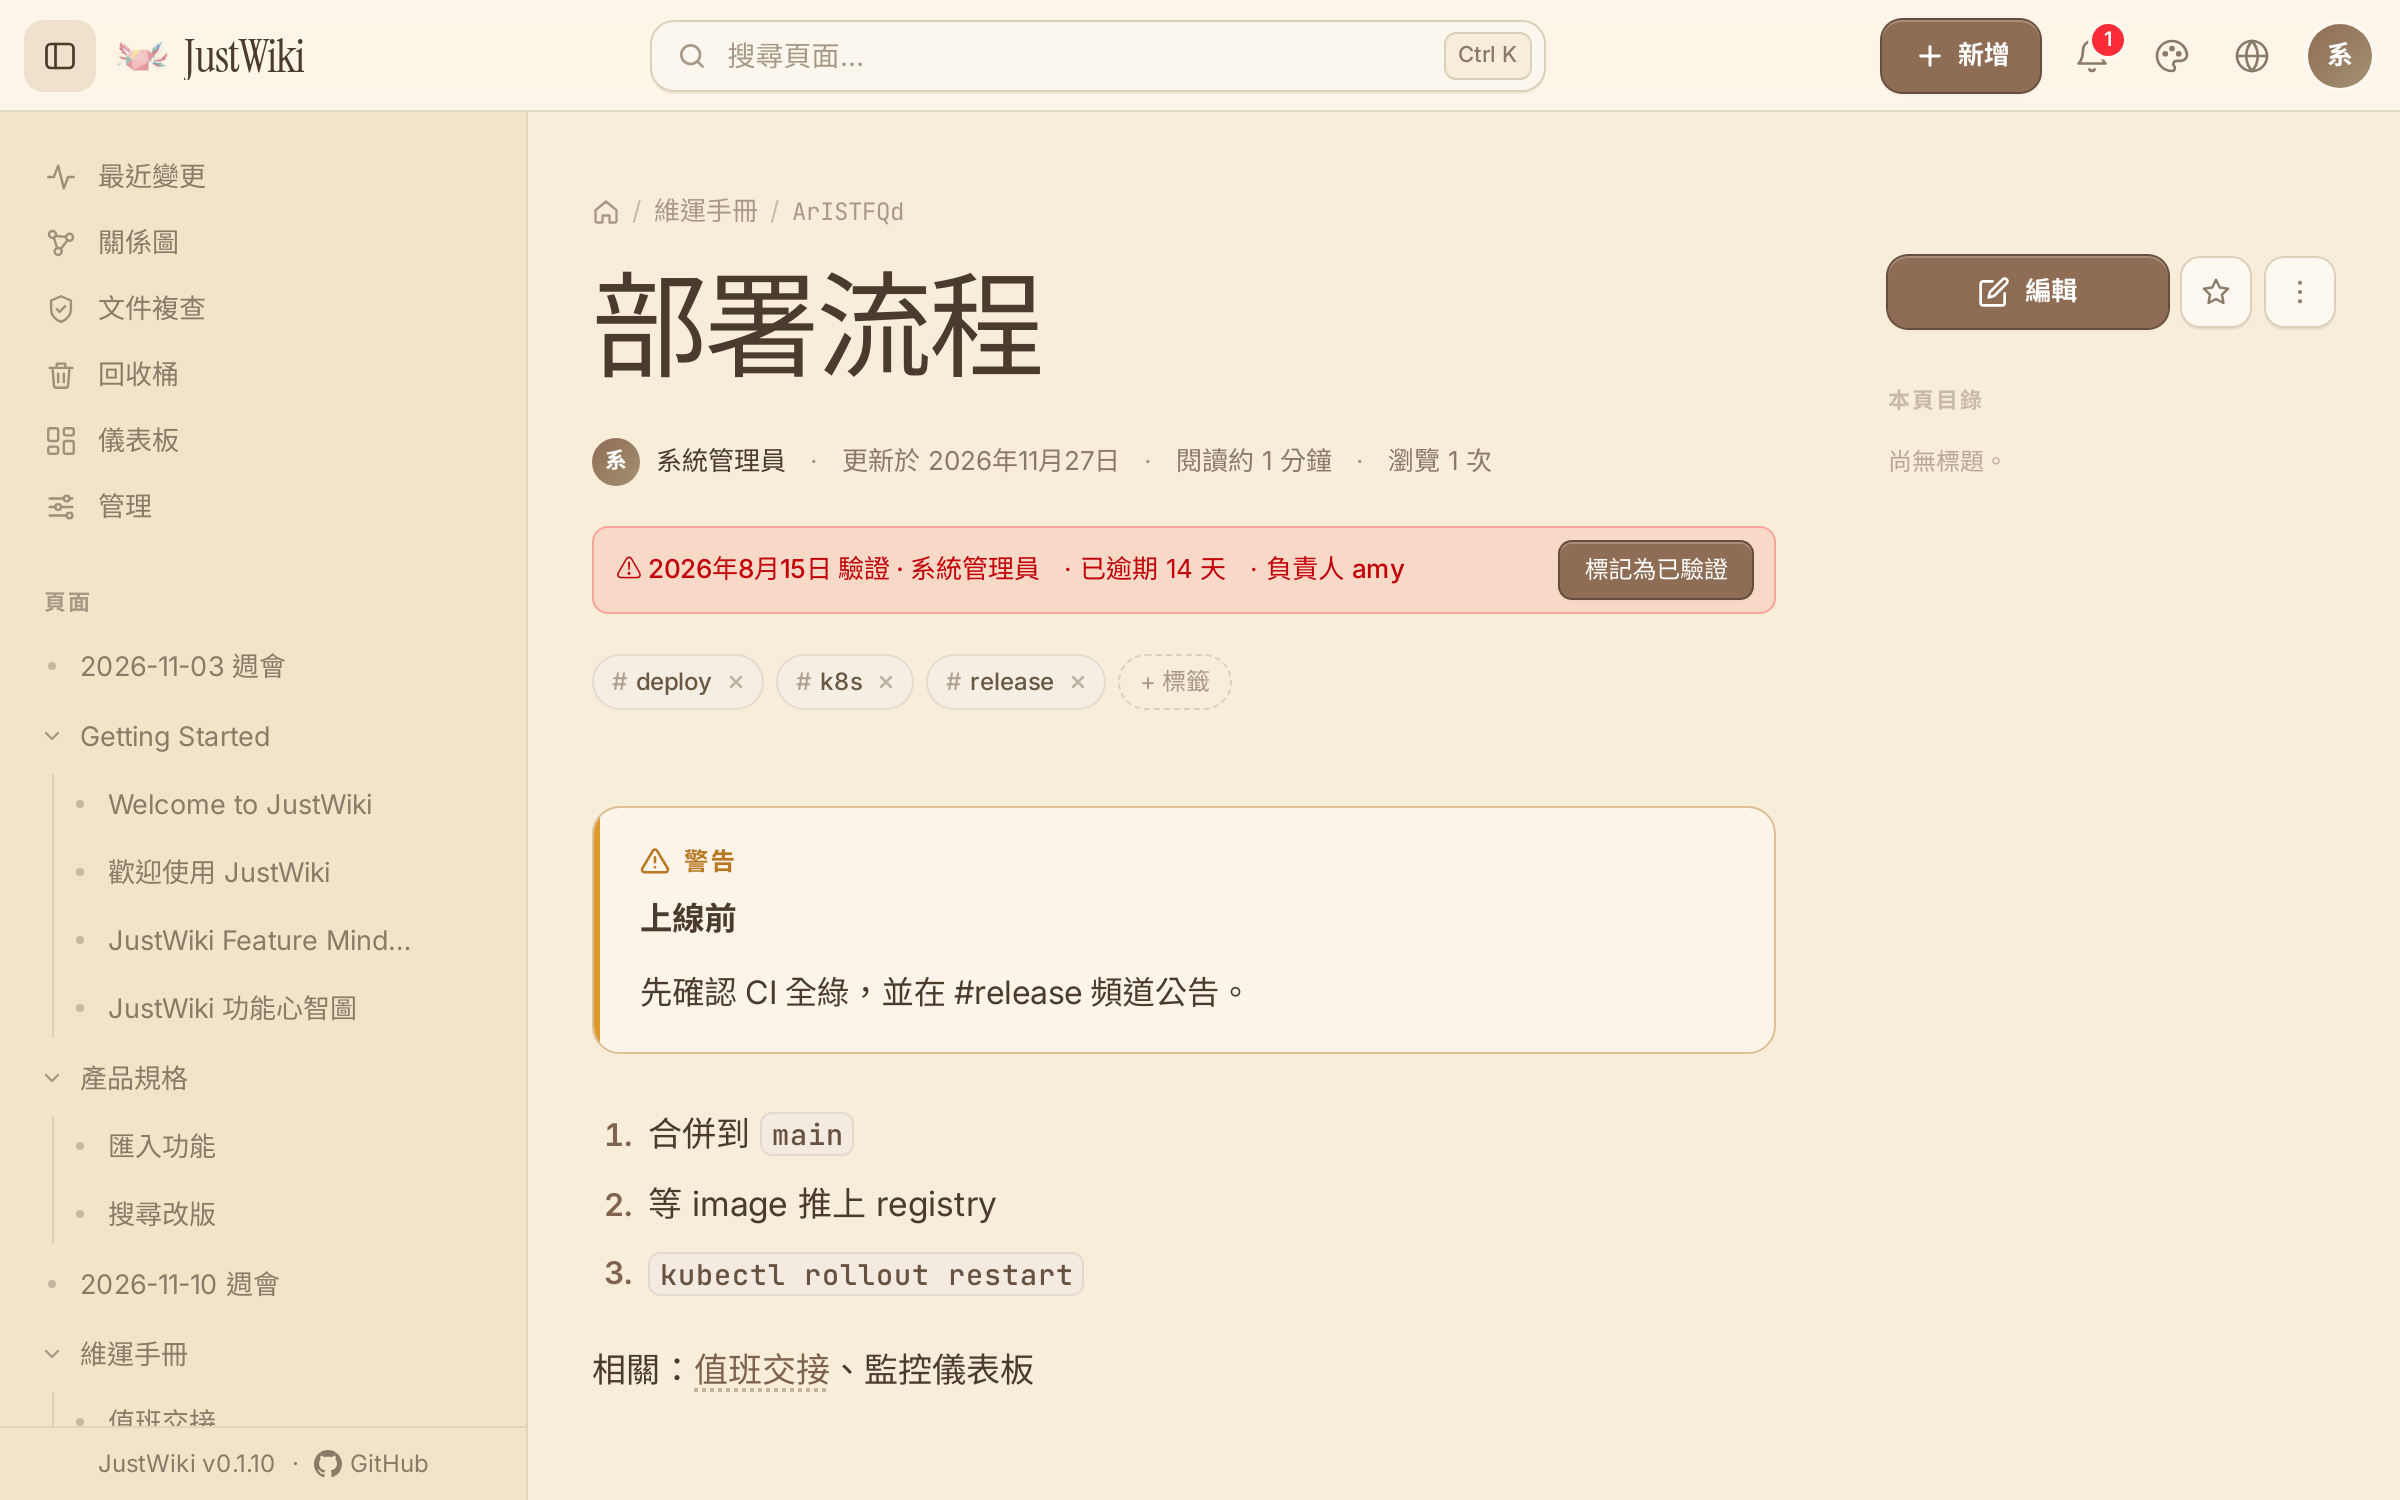 JustWiki
搜尋頁面...
Ctrl K
新增
1
系
最近變更
關係圖
文件複查
回收桶
儀表板
管理
頁面
2026-11-03 週會
Getting Started
Welcome to JustWiki
歡迎使用 JustWiki
JustWiki Feature Mind...
JustWiki 功能心智圖
產品規格
匯入功能
搜尋改版
2026-11-10 週會
維運手冊
值班交接
JustWiki v0.1.10 · GitHub
/ 維運手冊 / ArISTFQd
部署流程
系 系統管理員 · 更新於 2026年11月27日 · 閱讀約 1 分鐘 · 瀏覽 1 次
2026年8月15日 驗證 · 系統管理員 · 已逾期 14 天 · 負責人 amy
標記為已驗證
# deploy × # k8s × # release × + 標籤
警告
上線前
先確認 CI 全綠，並在 #release 頻道公告。
1. 合併到 main
2. 等 image 推上 registry
3. kubectl rollout restart
相關：值班交接、監控儀表板
編輯
本頁目錄
尚無標題。